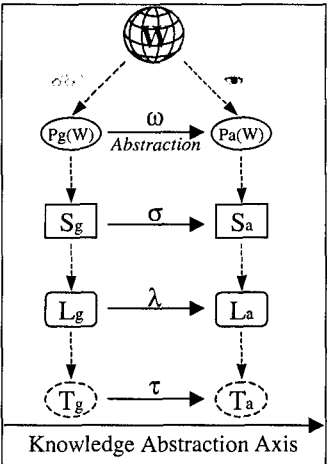 W
Pg(W) ω Pa(W)
Abstraction
Sg σ Sa
Lg λ La
Tg τ Ta
Knowledge Abstraction Axis